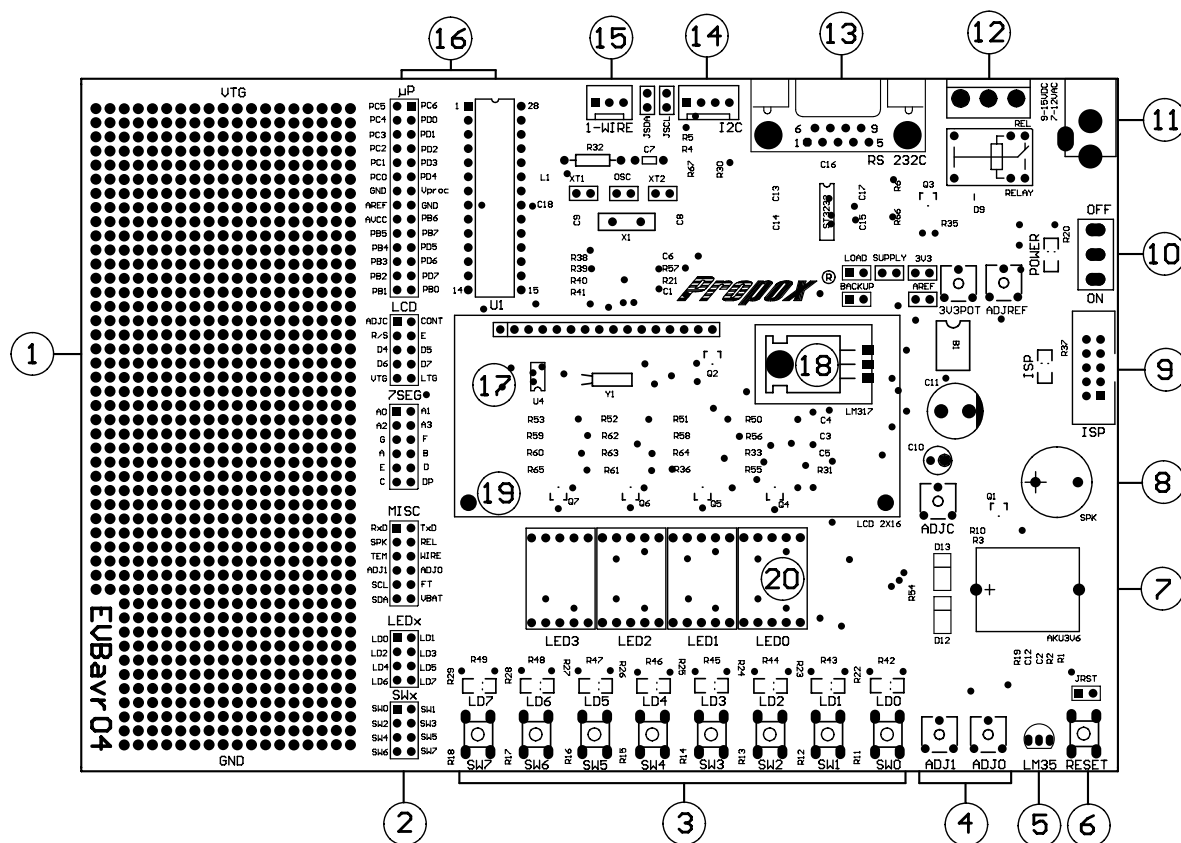 16
15
14
13
12
11
10
9
8
7
6
5
4
3
2
1
17
18
19
20
VTG
GND
EVBavr04
µP
PC5 PC6
PC4 PD0
PC3 PD1
PC2 PD2
PC1 PD3
PC0 PD4
GND Vproc
AREF GND
AVCC PB6
PB5 PB7
PB4 PD5
PB3 PD6
PB2 PD7
PB1 PB0
LCD
ADJC CONT
R/S E
D4 D5
D6 D7
VTG LTG
7SEG
A0 A1
A2 A3
G F
A B
E D
C DP
MISC
RxD TxD
SPK REL
TEM WIRE
ADJ1 ADJ0
SCL FT
SDA VBAT
LEDx
LD0 LD1
LD2 LD3
LD4 LD5
LD6 LD7
SWx
SW0 SW1
SW2 SW3
SW4 SW5
SW6 SW7
1 28
14 15
U1
C18
L1
1-WIRE
JSDA
JSCL
I2C
R5
R4
R67
R30
R32
C7
XT1 OSC XT2
C9 X1 C8
R38
R39
R40
R41
C6
R57
R21
C1
Propox ®
6 9
1 5
RS 232C
C16
C13
C14
ST3232
C17
C15
R6
R66
Q3
R35
D9
REL
RELAY
9-15VDC
7-12VAC
OFF
POWER
R20
ON
LOAD SUPPLY 3V3
BACKUP AREF
3V3POT ADJREF
B1
ISP
R37
ISP
C11
C10
ADJC
SPK
Q1
R10
R3
D13
D12
R54
AKU3V6
R19
C12
C2
R2
R1
JRST
RESET
LM35
ADJ1 ADJ0
U4
Y1
Q2
LM317
R53 R52 R51 R50 C4
R59 R62 R58 R56 C3
R60 R63 R64 R33 C5
R65 R61 R36 R55 R31
Q7 Q6 Q5 Q4
LCD 2X16
LED3 LED2 LED1 LED0
R49 R48 R47 R46 R45 R44 R43 R42
R29 R28 R27 R26 R25 R24 R23 R22
LD7 LD6 LD5 LD4 LD3 LD2 LD1 LD0
R18 R17 R16 R15 R14 R13 R12 R11
SW7 SW6 SW5 SW4 SW3 SW2 SW1 SW0